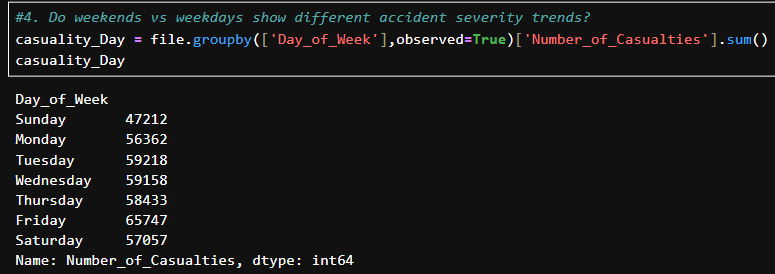 #4. Do weekends vs weekdays show different accident severity trends?
casuality_Day = file.groupby(['Day_of_Week'],observed=True)['Number_of_Casualties'].sum()
casuality_Day
Day_of_Week
Sunday       47212
Monday       56362
Tuesday      59218
Wednesday    59158
Thursday     58433
Friday       65747
Saturday     57057
Name: Number_of_Casualties, dtype: int64